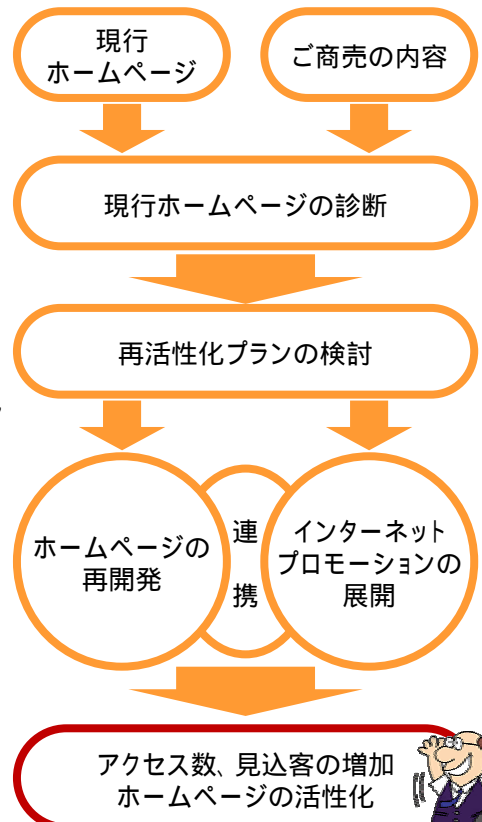 現行
ホームページ
ご商売の内容
現行ホームページの診断
再活性化プランの検討
ホームページの
再開発
連
携
インターネット
プロモーションの
展開
アクセス数、見込客の増加
ホームページの活性化